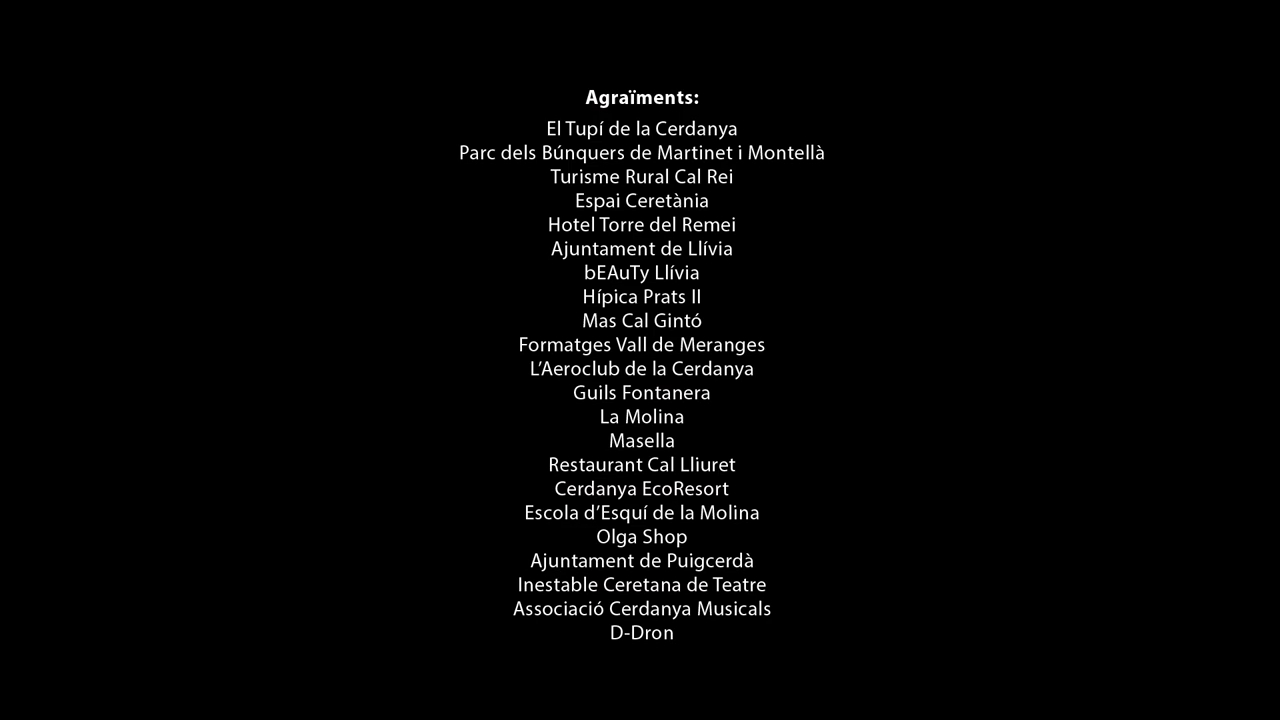 Agraïments:
El Tupí de la Cerdanya
Parc dels Búnquers de Martinet i Montellà
Turisme Rural Cal Rei
Espai Ceretània
Hotel Torre del Remei
Ajuntament de Llívia
bEAuTy Llívia
Hípica Prats II
Mas Cal Gintó
Formatges Vall de Meranges
L’Aeroclub de la Cerdanya
Guils Fontanera
La Molina
Masella
Restaurant Cal Lliuret
Cerdanya EcoResort
Escola d’Esquí de la Molina
Olga Shop
Ajuntament de Puigcerdà
Inestable Ceretana de Teatre
Associació Cerdanya Musicals
D-Dron